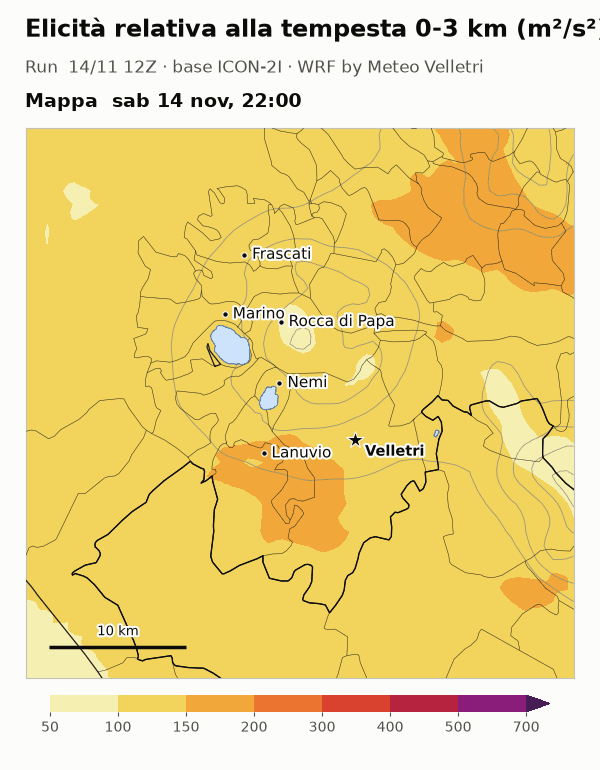 Elicità relativa alla tempesta 0-3 km (m²/s²)
Run  14/11 12Z · base ICON-2I · WRF by Meteo Velletri
Mappa  sab 14 nov, 22:00
Frascati
Marino
Rocca di Papa
Nemi
Lanuvio
Velletri
10 km
50 100 150 200 300 400 500 700